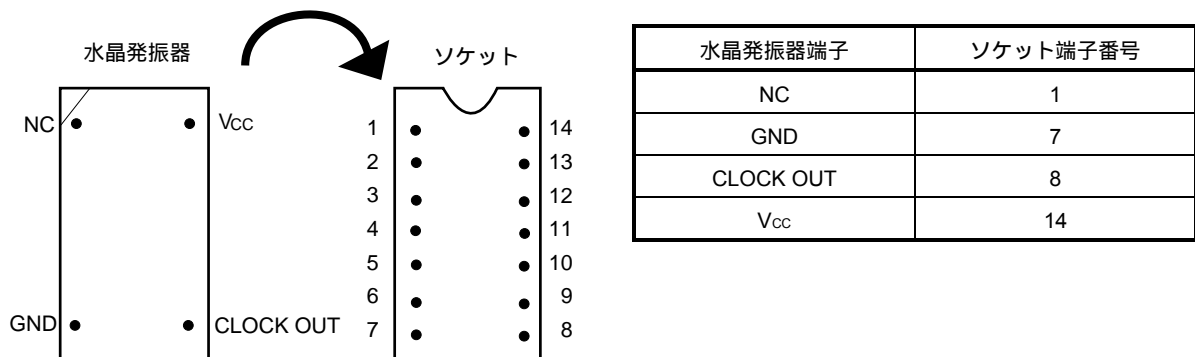 水晶発振器
NC
Vcc
GND
CLOCK OUT
ソケット
1 14
2 13
3 12
4 11
5 10
6 9
7 8
水晶発振器端子 ソケット端子番号
NC 1
GND 7
CLOCK OUT 8
Vcc 14